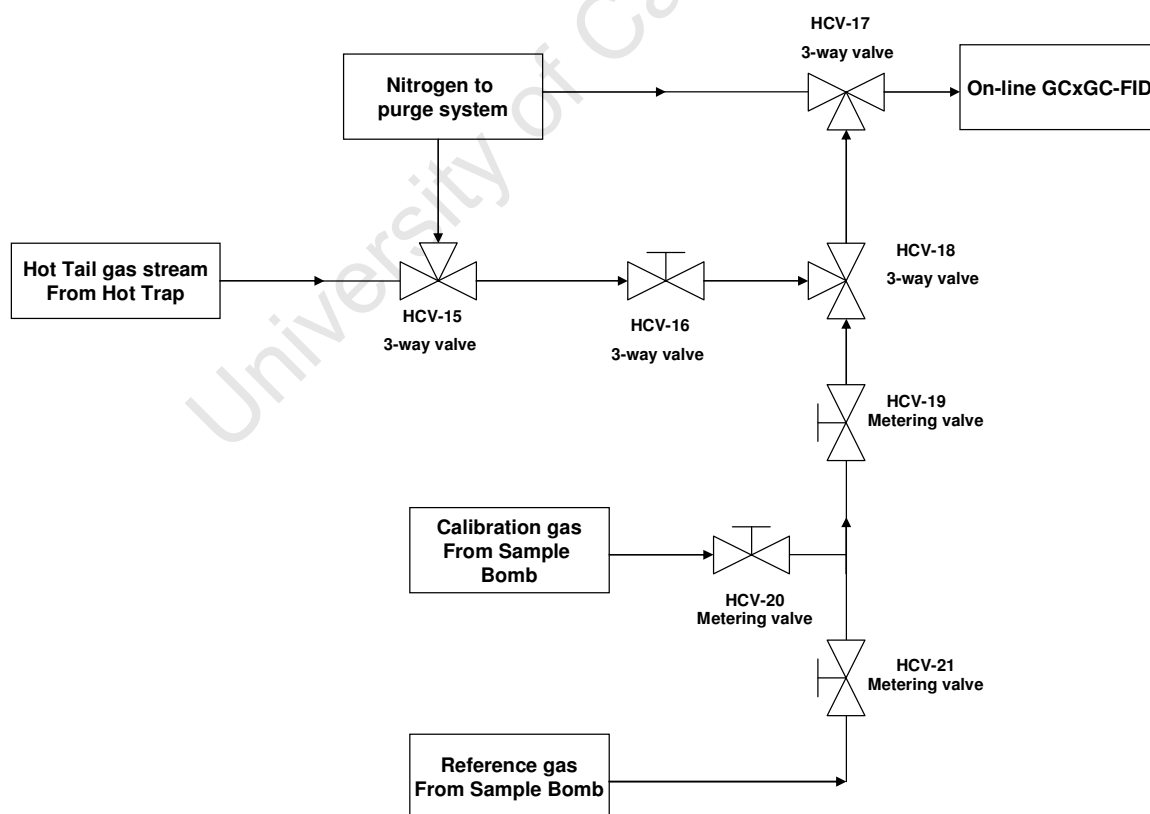 University of Ca
HCV-17
3-way valve
Nitrogen to
purge system
On-line GCxGC-FID
Hot Tail gas stream
From Hot Trap
HCV-15
3-way valve
HCV-16
3-way valve
HCV-18
3-way valve
HCV-19
Metering valve
Calibration gas
From Sample
Bomb
HCV-20
Metering valve
HCV-21
Metering valve
Reference gas
From Sample Bomb